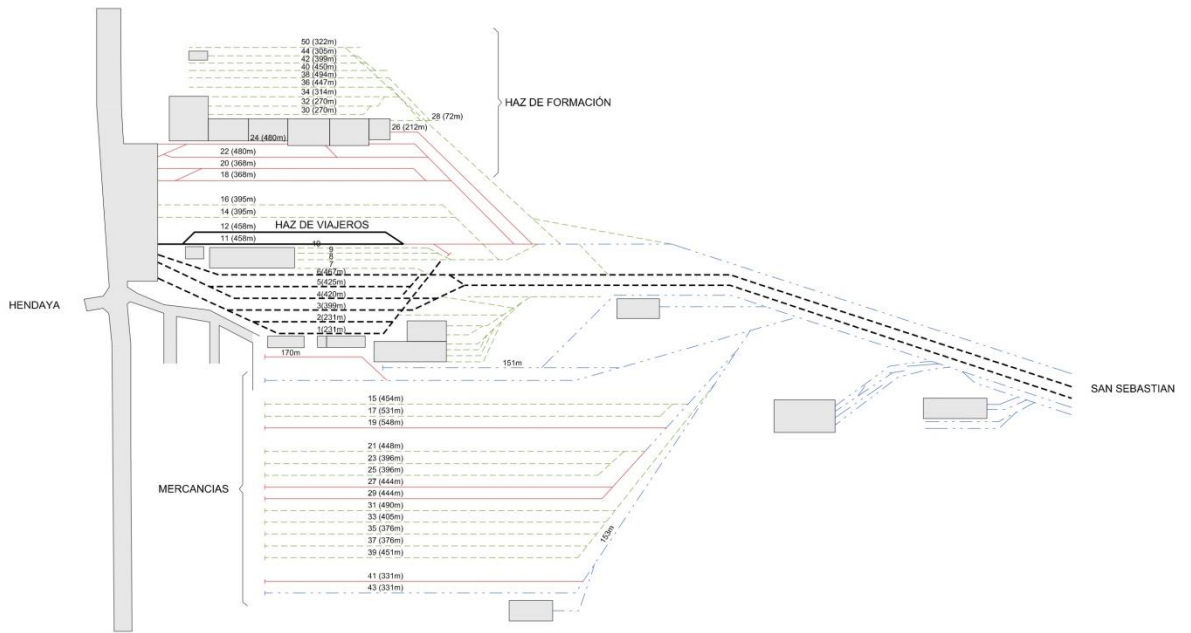 50 (322m)
44 (305m)
42 (399m)
40 (450m)
38 (494m)
36 (447m)
34 (314m)
32 (270m)
30 (270m)
HAZ DE FORMACIÓN
28 (72m)
26 (212m)
24 (480m)
22 (480m)
20 (368m)
18 (368m)
16 (395m)
14 (395m)
12 (458m)
HAZ DE VIAJEROS
11 (458m)
10
9
8
7
6(467m)
5(425m)
4(420m)
3(399m)
2(231m)
1(231m)
HENDAYA
170m
151m
SAN SEBASTIAN
15 (454m)
17 (531m)
19 (548m)
21 (448m)
23 (396m)
25 (396m)
27 (444m)
29 (444m)
31 (490m)
33 (405m)
35 (376m)
37 (376m)
39 (451m)
MERCANCIAS
153m
41 (331m)
43 (331m)